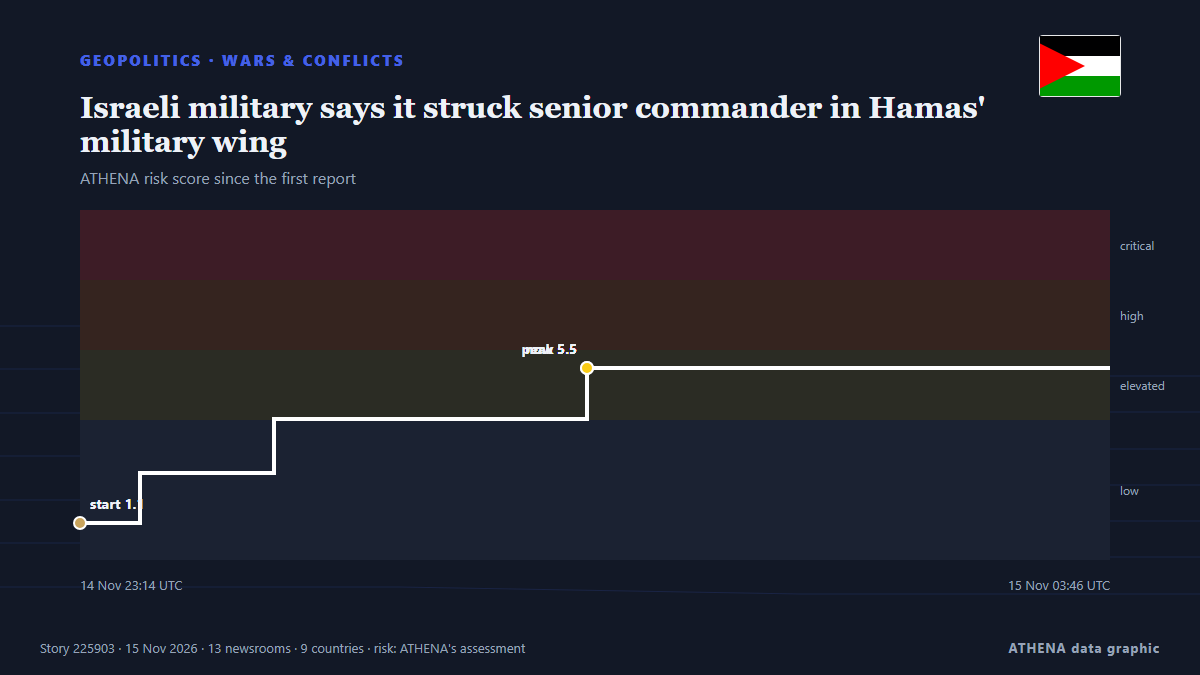 GEOPOLITICS · WARS & CONFLICTS
Israeli military says it struck senior commander in Hamas'
military wing
ATHENA risk score since the first report
critical
high
peak 5.5
elevated
start 1.1
low
14 Nov 23:14 UTC
15 Nov 03:46 UTC
Story 225903 · 15 Nov 2026 · 13 newsrooms · 9 countries · risk: ATHENA's assessment
ATHENA data graphic